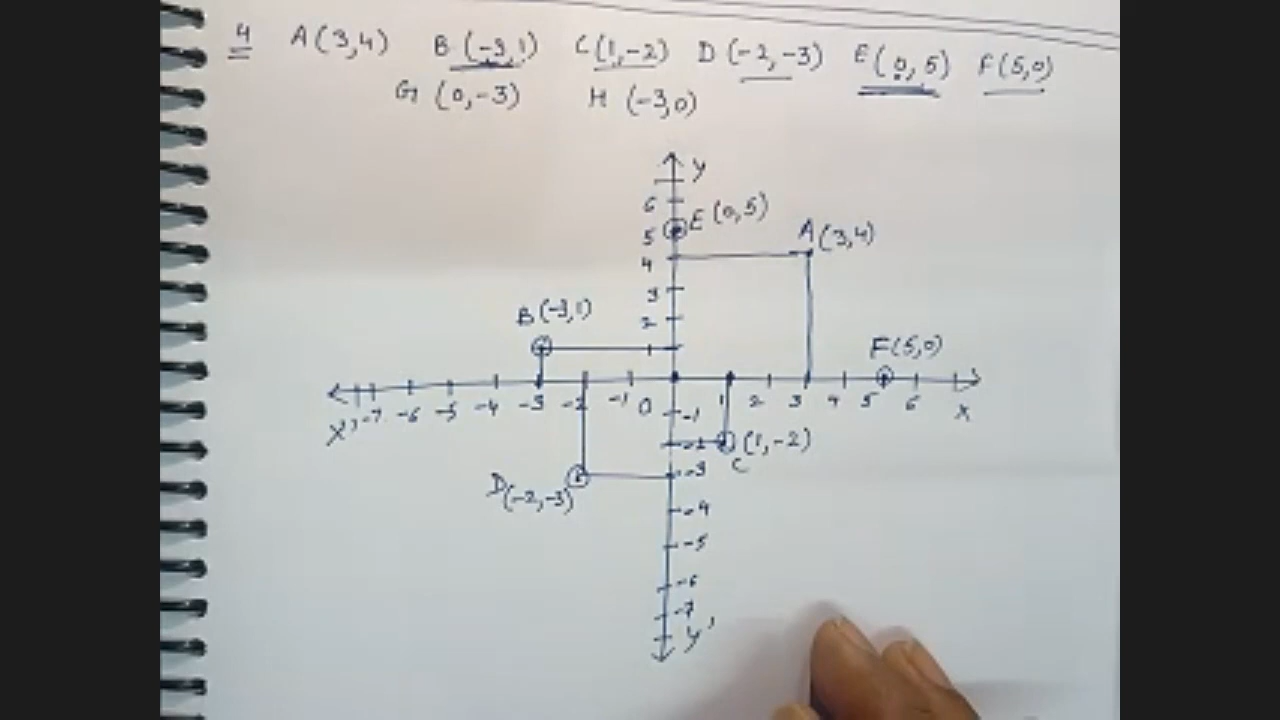 4 A(3,4) B(-3,1) C(1,-2) D(-2,-3) E(0,5) F(5,0)
G(0,-3) H(-3,0)
y
6
E(0,5)
5
A(3,4)
4
3
B(-3,1)
2
1
F(5,0)
X' -7 -6 -5 -4 -3 -2 -1 0 1 2 3 4 5 6 X
-1
-2 (1,-2)
C
-3
D(-2,-3)
-4
-5
-6
-7
y'